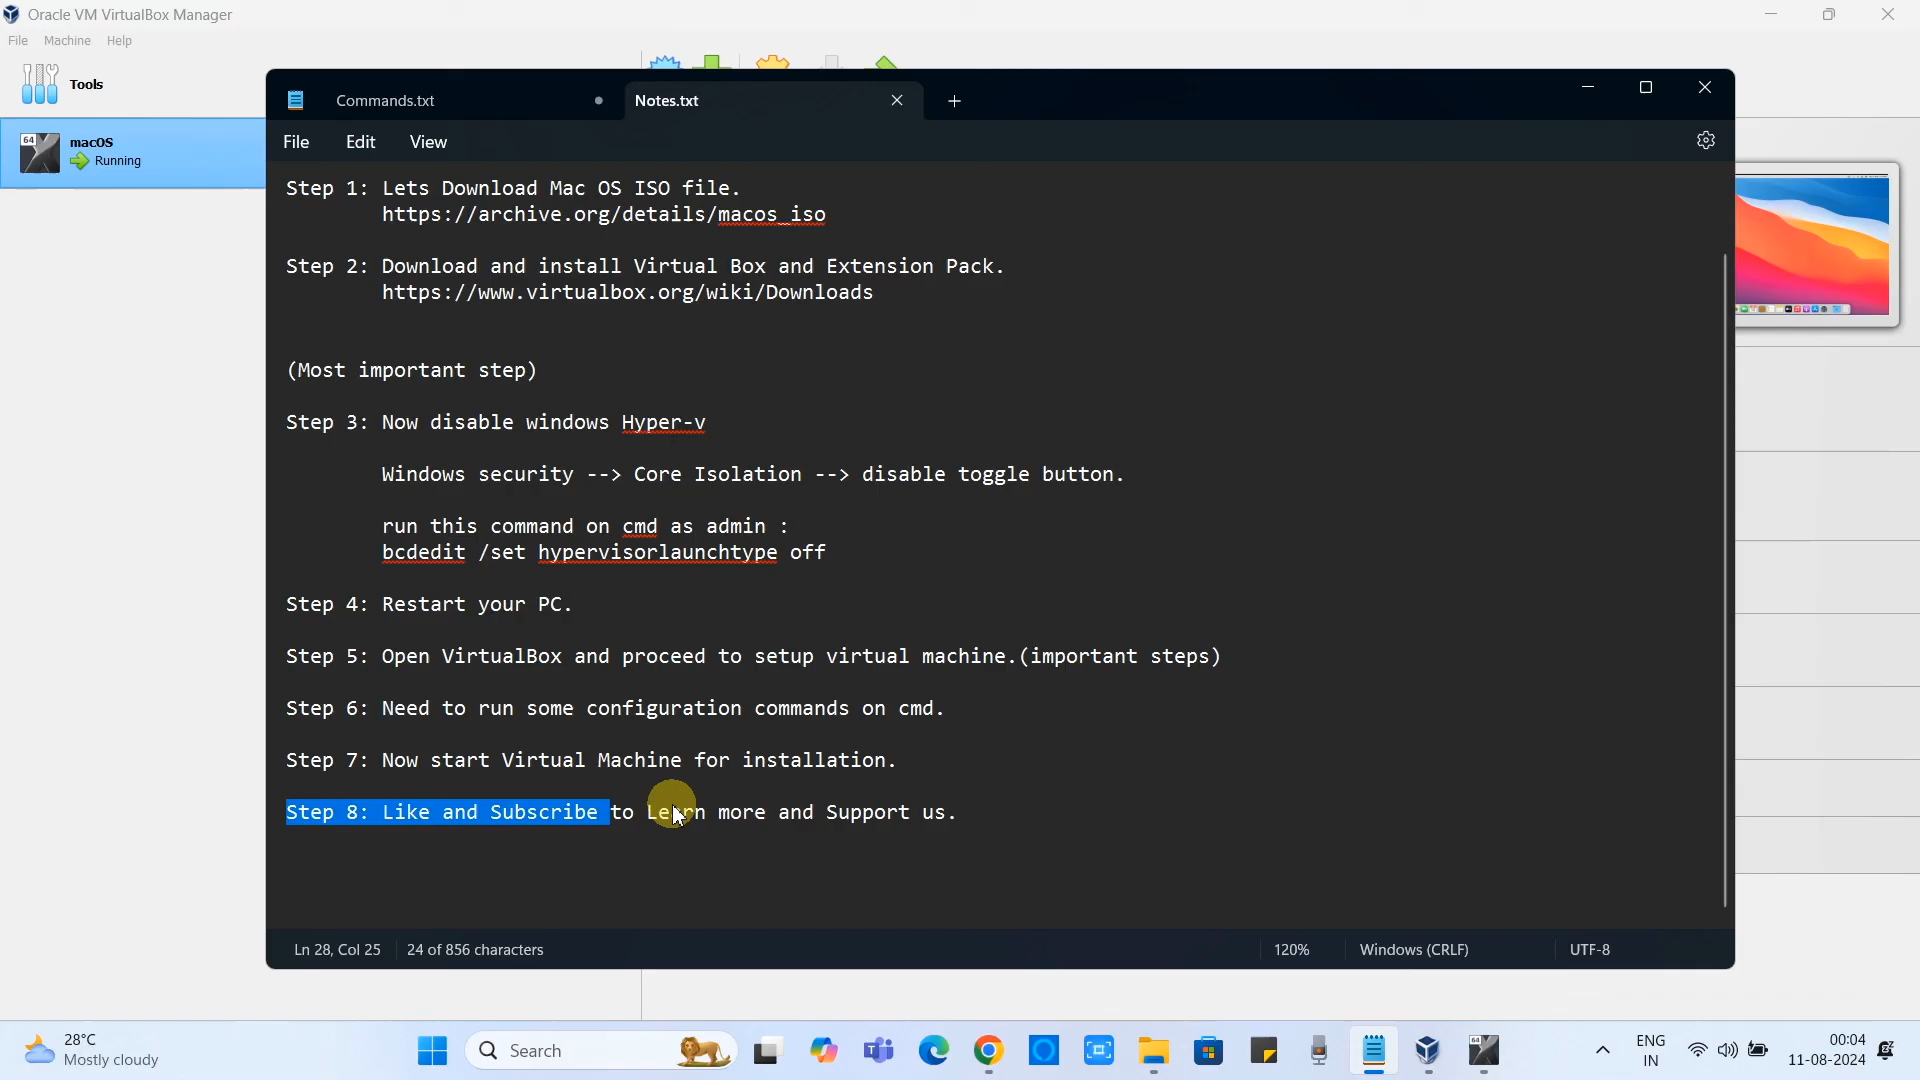 Oracle VM VirtualBox Manager
File Machine Help
Tools
64
macOS
Running
Commands.txt
Notes.txt
File Edit View
Step 1: Lets Download Mac OS ISO file.
https://archive.org/details/macos_iso
Step 2: Download and install Virtual Box and Extension Pack.
https://www.virtualbox.org/wiki/Downloads
(Most important step)
Step 3: Now disable windows Hyper-v
Windows security --> Core Isolation --> disable toggle button.
run this command on cmd as admin :
bcdedit /set hypervisorlaunchtype off
Step 4: Restart your PC.
Step 5: Open VirtualBox and proceed to setup virtual machine.(important steps)
Step 6: Need to run some configuration commands on cmd.
Step 7: Now start Virtual Machine for installation.
Step 8: Like and Subscribe to Learn more and Support us.
Ln 28, Col 25 24 of 856 characters 120% Windows (CRLF) UTF-8
28°C
Mostly cloudy
Search
64
ENG
IN
00:04
11-08-2024